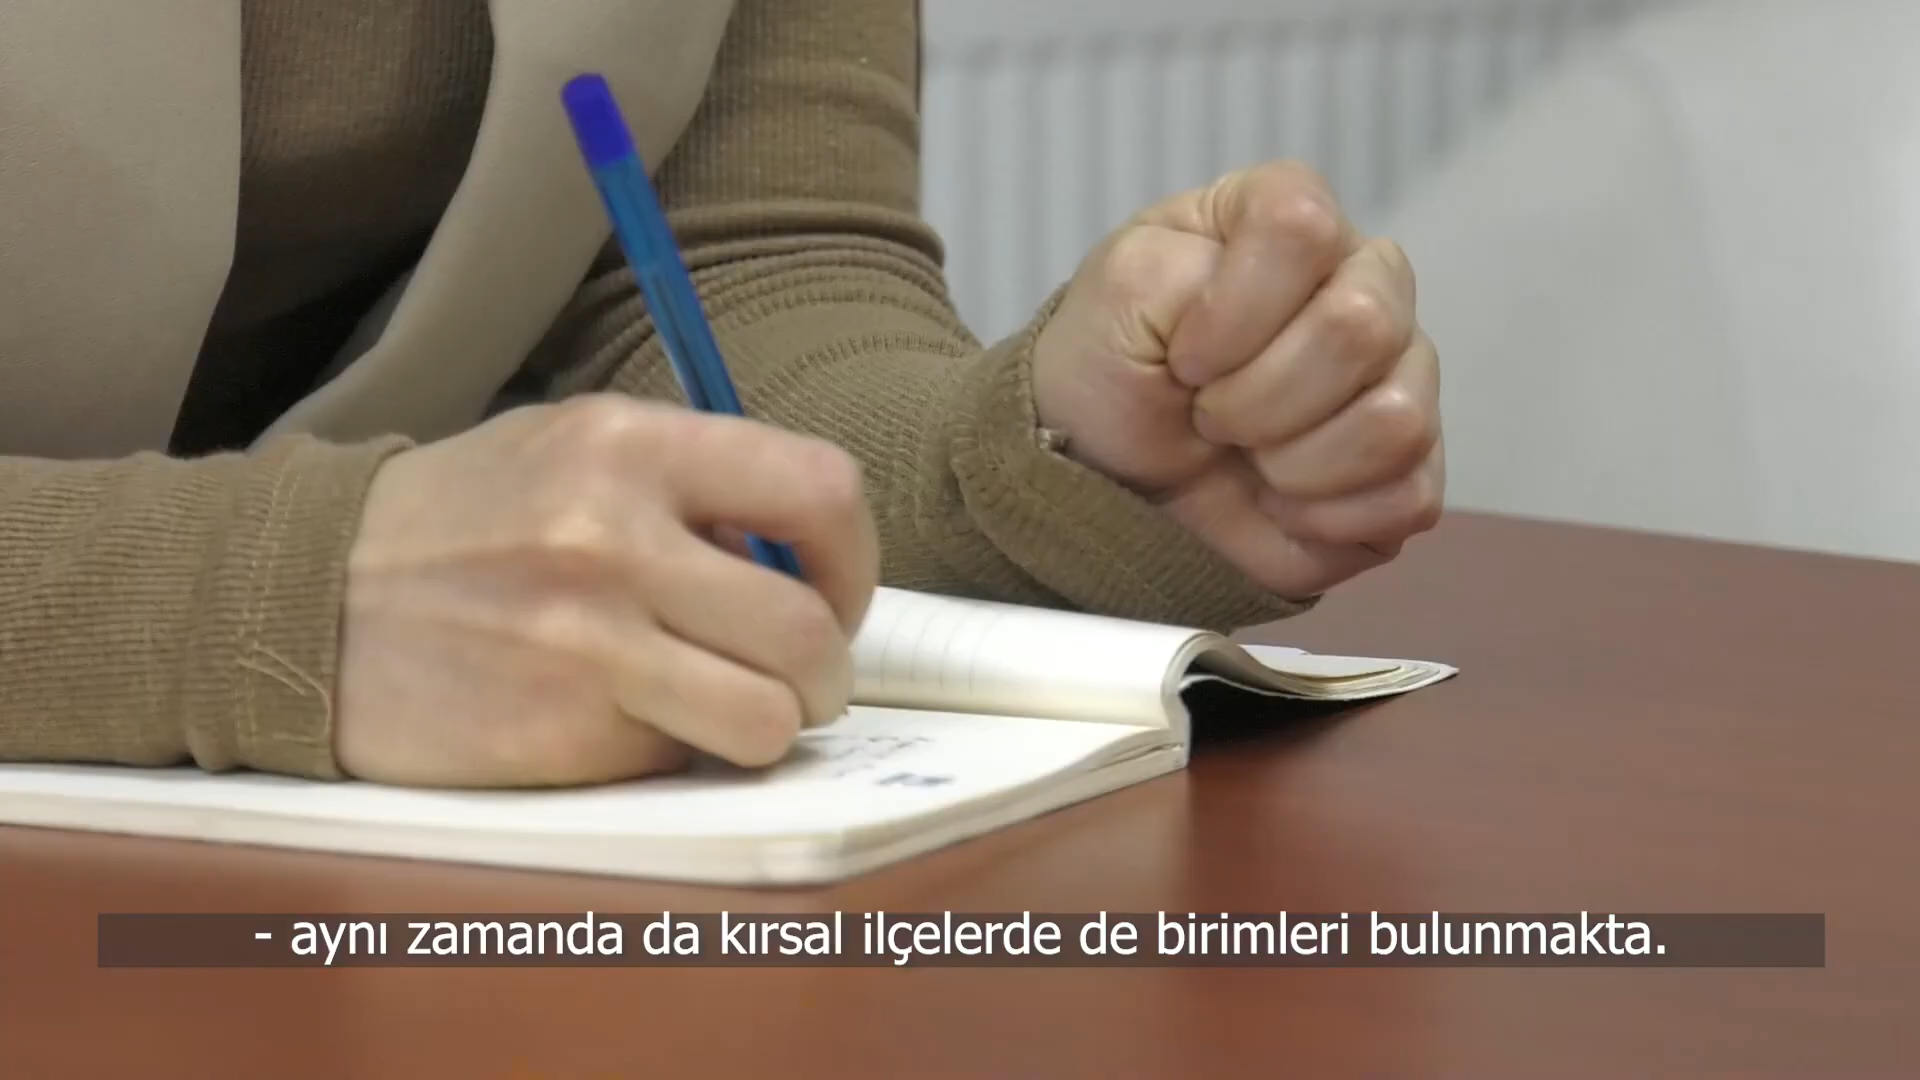 - aynı zamanda da kırsal ilçelerde de birimleri bulunmakta.